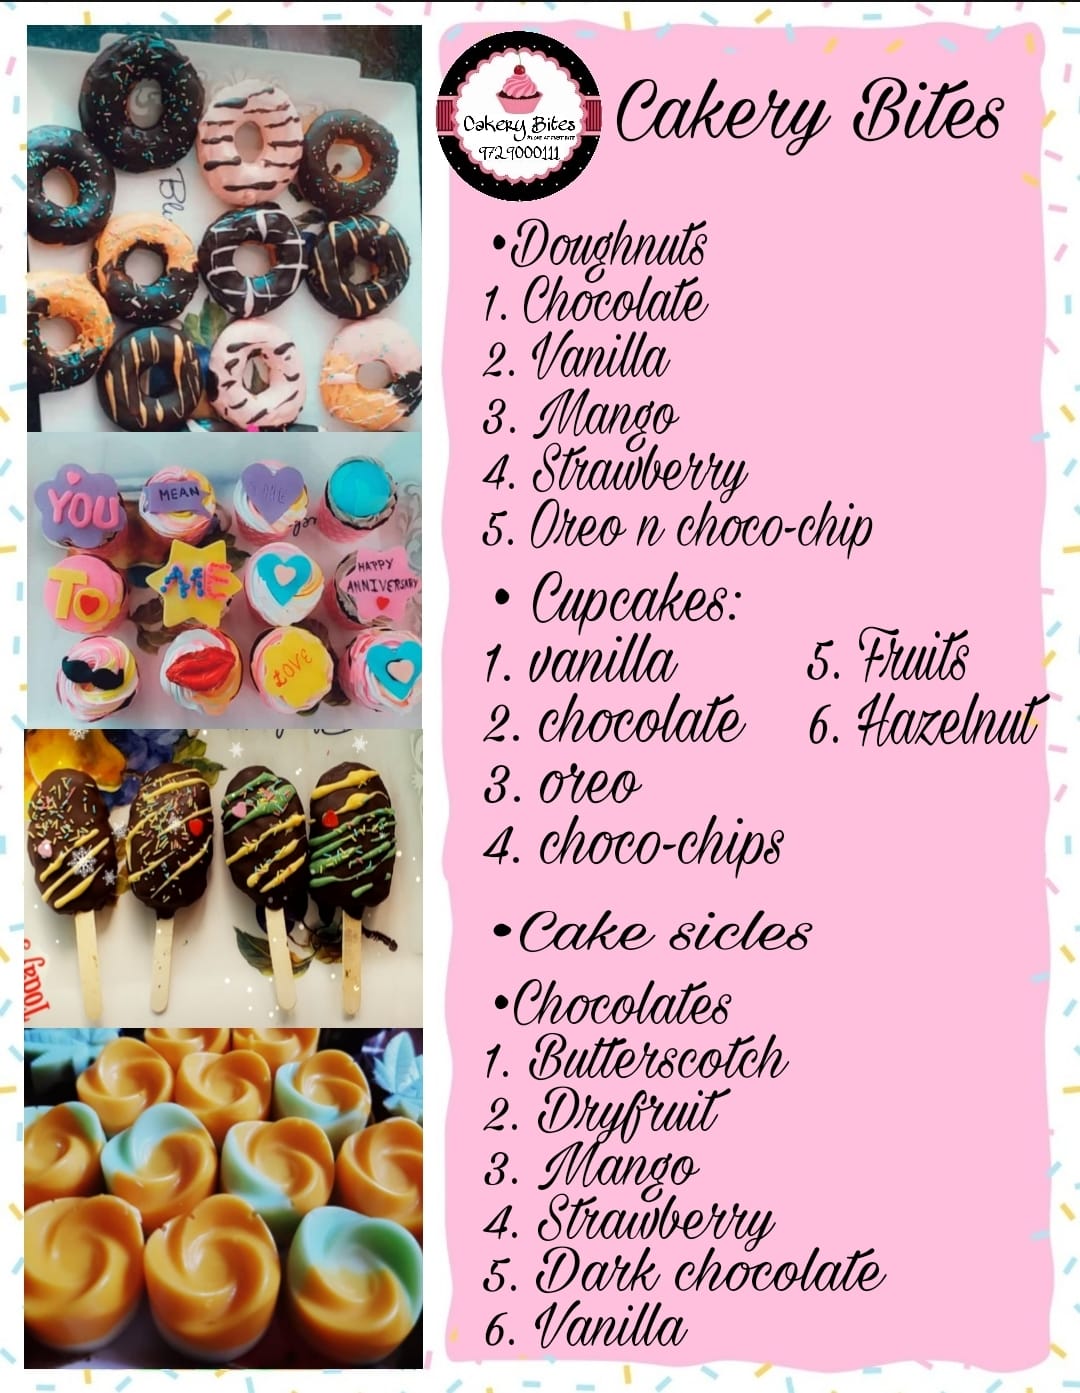 Cakery Bites
Cakery Bites
9729000111
•Doughnuts
1. Chocolate
2. Vanilla
3. Mango
4. Strawberry
5. Oreo n choco-chip
• Cupcakes:
1. vanilla
2. chocolate
3. oreo
4. choco-chips
5. Fruits
6. Hazelnut
•Cake sicles
•Chocolates
1. Butterscotch
2. Dryfruit
3. Mango
4. Strawberry
5. Dark chocolate
6. Vanilla
YOU
MEAN
THE
TO
ME
HAPPY
ANNIVERSARY
LOVE